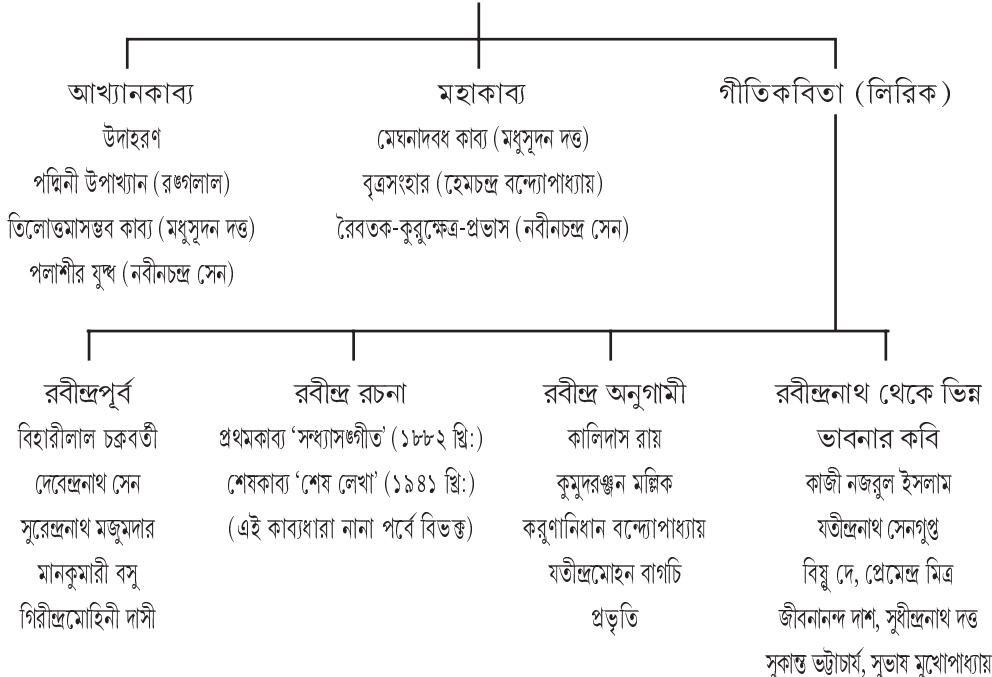 আখ্যানকাব্য
উদাহরণ
পদ্মিনী উপাখ্যান (রঙ্গলাল)
তিলোত্তমাসম্ভব কাব্য (মধুসূদন দত্ত)
পলাশীর যুদ্ধ (নবীনচন্দ্র সেন)
মহাকাব্য
মেঘনাদবধ কাব্য (মধুসূদন দত্ত)
বৃত্রসংহার (হেমচন্দ্র বন্দ্যোপাধ্যায়)
রৈবতক-কুরুক্ষেত্র-প্রভাস (নবীনচন্দ্র সেন)
গীতিকবিতা (লিরিক)
রবীন্দ্রপূর্ব
বিহারীলাল চক্রবর্তী
দেবেন্দ্রনাথ সেন
সুরেন্দ্রনাথ মজুমদার
মানকুমারী বসু
গিরীন্দ্রমোহিনী দাসী
রবীন্দ্র রচনা
প্রথমকাব্য ‘সন্ধ্যাসঙ্গীত’ (১৮৮২ খ্রি:)
শেষকাব্য ‘শেষ লেখা’ (১৯৪১ খ্রি:)
(এই কাব্যধারা নানা পর্বে বিভক্ত)
রবীন্দ্র অনুগামী
কালিদাস রায়
কুমুদরঞ্জন মল্লিক
করুণানিধান বন্দ্যোপাধ্যায়
যতীন্দ্রমোহন বাগচি
প্রভৃতি
রবীন্দ্রনাথ থেকে ভিন্ন
ভাবনার কবি
কাজী নজরুল ইসলাম
যতীন্দ্রনাথ সেনগুপ্ত
বিষ্ণু দে, প্রেমেন্দ্র মিত্র
জীবনানন্দ দাশ, সুধীন্দ্রনাথ দত্ত
সুকান্ত ভট্টাচার্য, সুভাষ মুখোপাধ্যায়